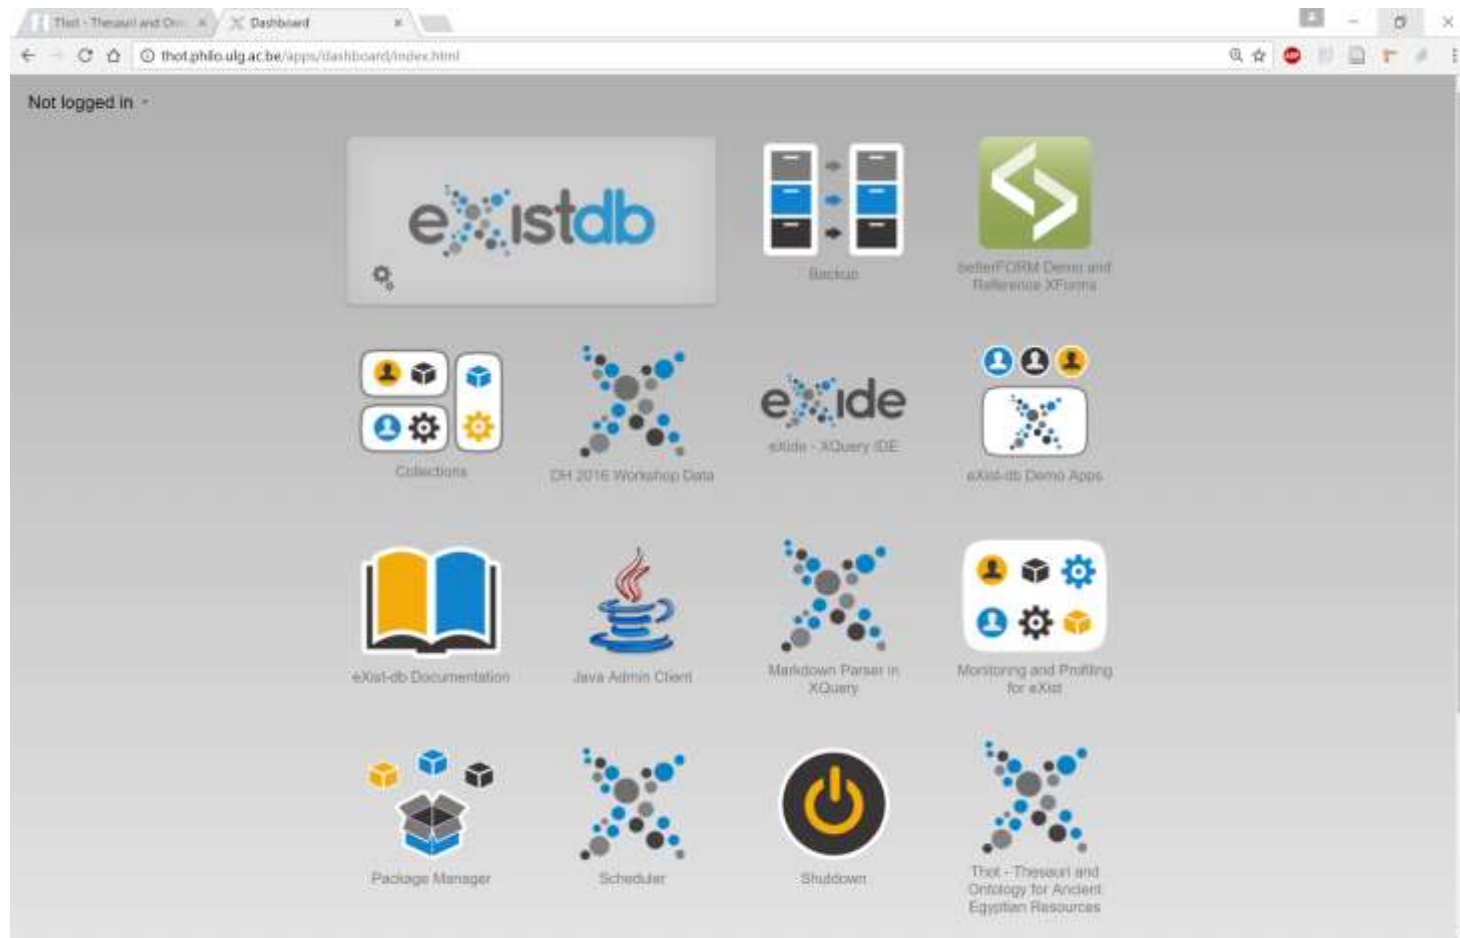 Thot - Thesauri and On
Dashboard
thot.philo.ulg.ac.be/apps/dashboard/index.html
ABP
Not logged in
eXistdb
Backup
betterFORM Demo and
Reference XForms
Collections
DH 2016 Workshop Data
eXide
eXide - XQuery IDE
eXist-db Demo Apps
eXist-db Documentation
Java Admin Client
Markdown Parser in
XQuery
Monitoring and Profiling
for eXist
Package Manager
Scheduler
Shutdown
Thot - Thesauri and
Ontology for Ancient
Egyptian Resources